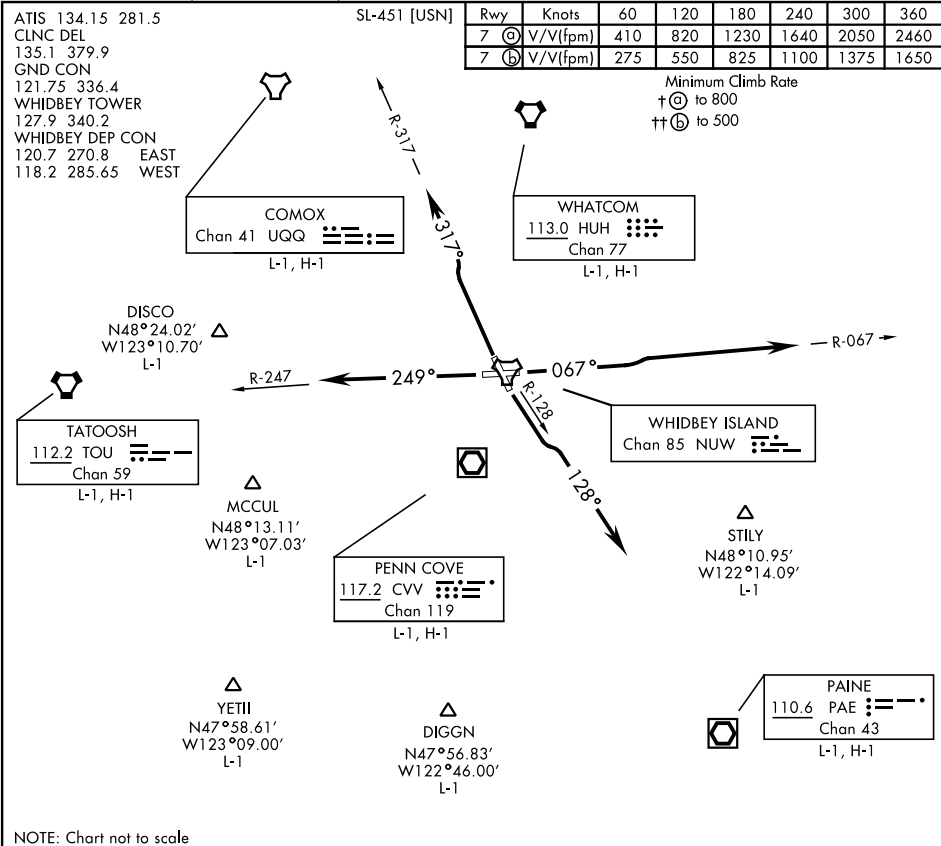 ATIS 134.15 281.5
CLNC DEL
135.1 379.9
GND CON
121.75 336.4
WHIDBEY TOWER
127.9 340.2
WHIDBEY DEP CON
120.7 270.8 EAST
118.2 285.65 WEST
SL-451 [USN]
Rwy Knots 60 120 180 240 300 360
7 ⓐ V/V(fpm) 410 820 1230 1640 2050 2460
7 ⓑ V/V(fpm) 275 550 825 1100 1375 1650
Minimum Climb Rate
† ⓐ to 800
†† ⓑ to 500
R-317
317°
COMOX
Chan 41 UQQ
L-1, H-1
WHATCOM
113.0 HUH
Chan 77
L-1, H-1
DISCO
N48°24.02'
W123°10.70'
L-1
R-247
249°
067°
R-067
R-128
128°
TATOOSH
112.2 TOU
Chan 59
L-1, H-1
WHIDBEY ISLAND
Chan 85 NUW
MCCUL
N48°13.11'
W123°07.03'
L-1
STILY
N48°10.95'
W122°14.09'
L-1
PENN COVE
117.2 CVV
Chan 119
L-1, H-1
YETII
N47°58.61'
W123°09.00'
L-1
DIGGN
N47°56.83'
W122°46.00'
L-1
PAINE
110.6 PAE
Chan 43
L-1, H-1
NOTE: Chart not to scale